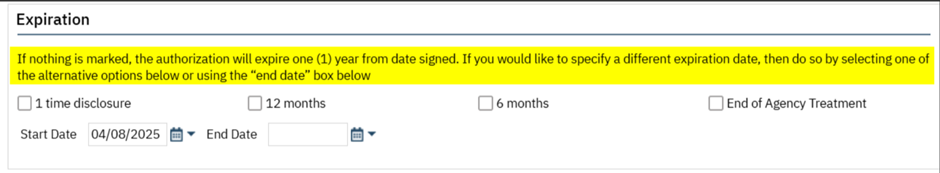 Expiration
If nothing is marked, the authorization will expire one (1) year from date signed. If you would like to specify a different expiration date, then do so by selecting one of
the alternative options below or using the “end date” box below
1 time disclosure 12 months 6 months End of Agency Treatment
Start Date 04/08/2025 End Date